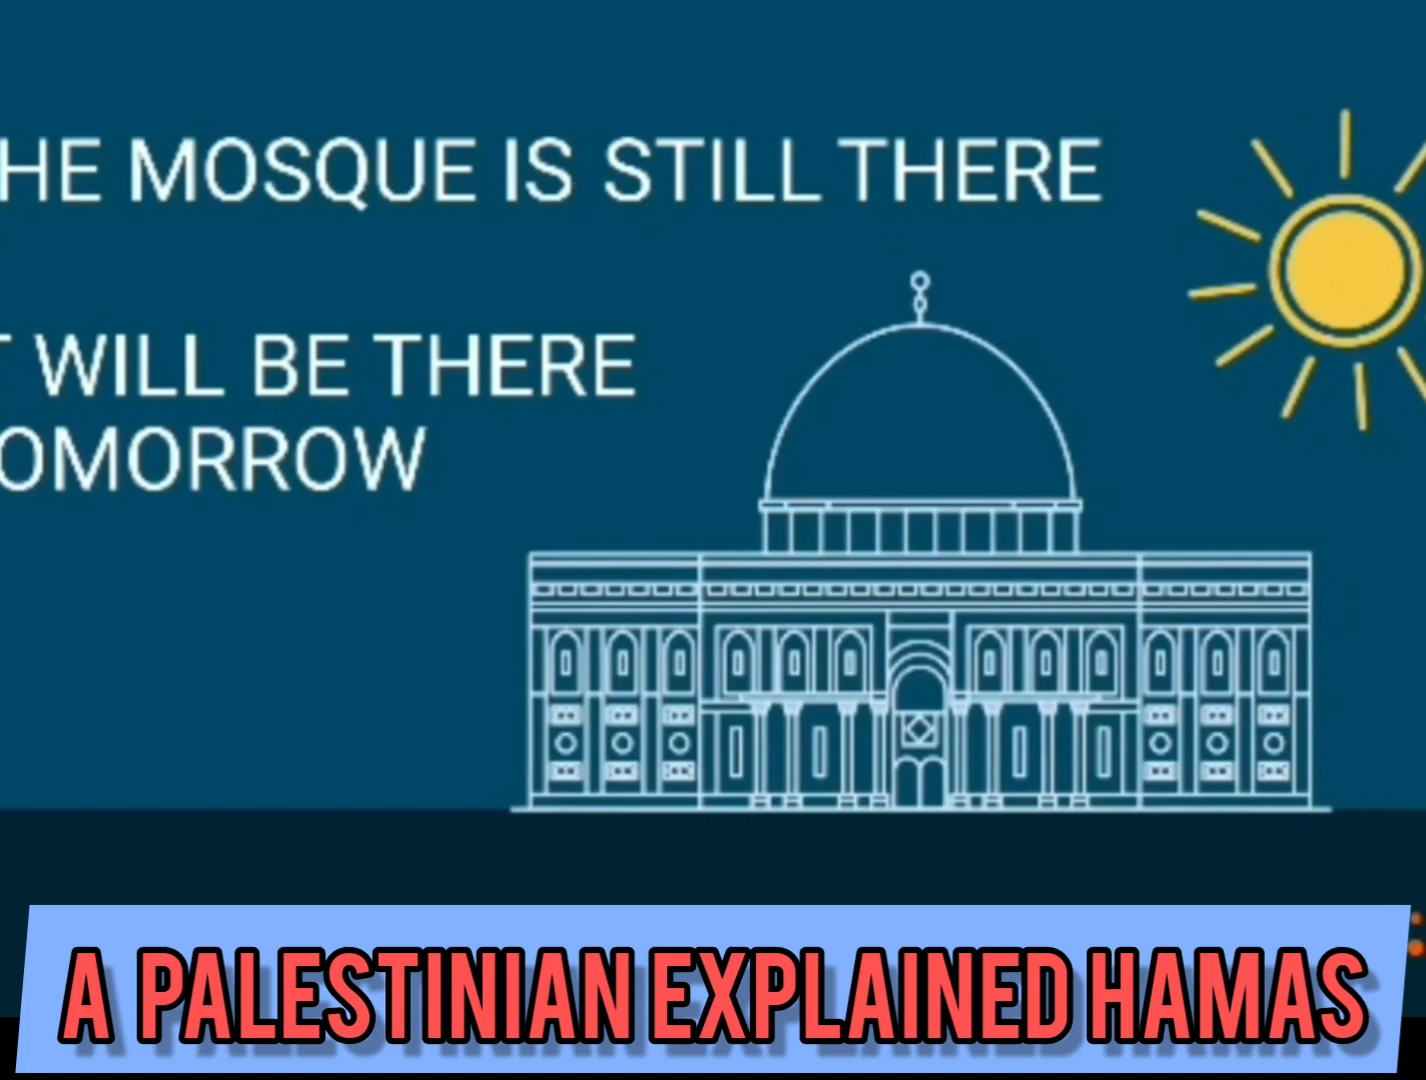 HE MOSQUE IS STILL THERE
WILL BE THERE
OMORROW
A PALESTINIAN EXPLAINED HAMAS